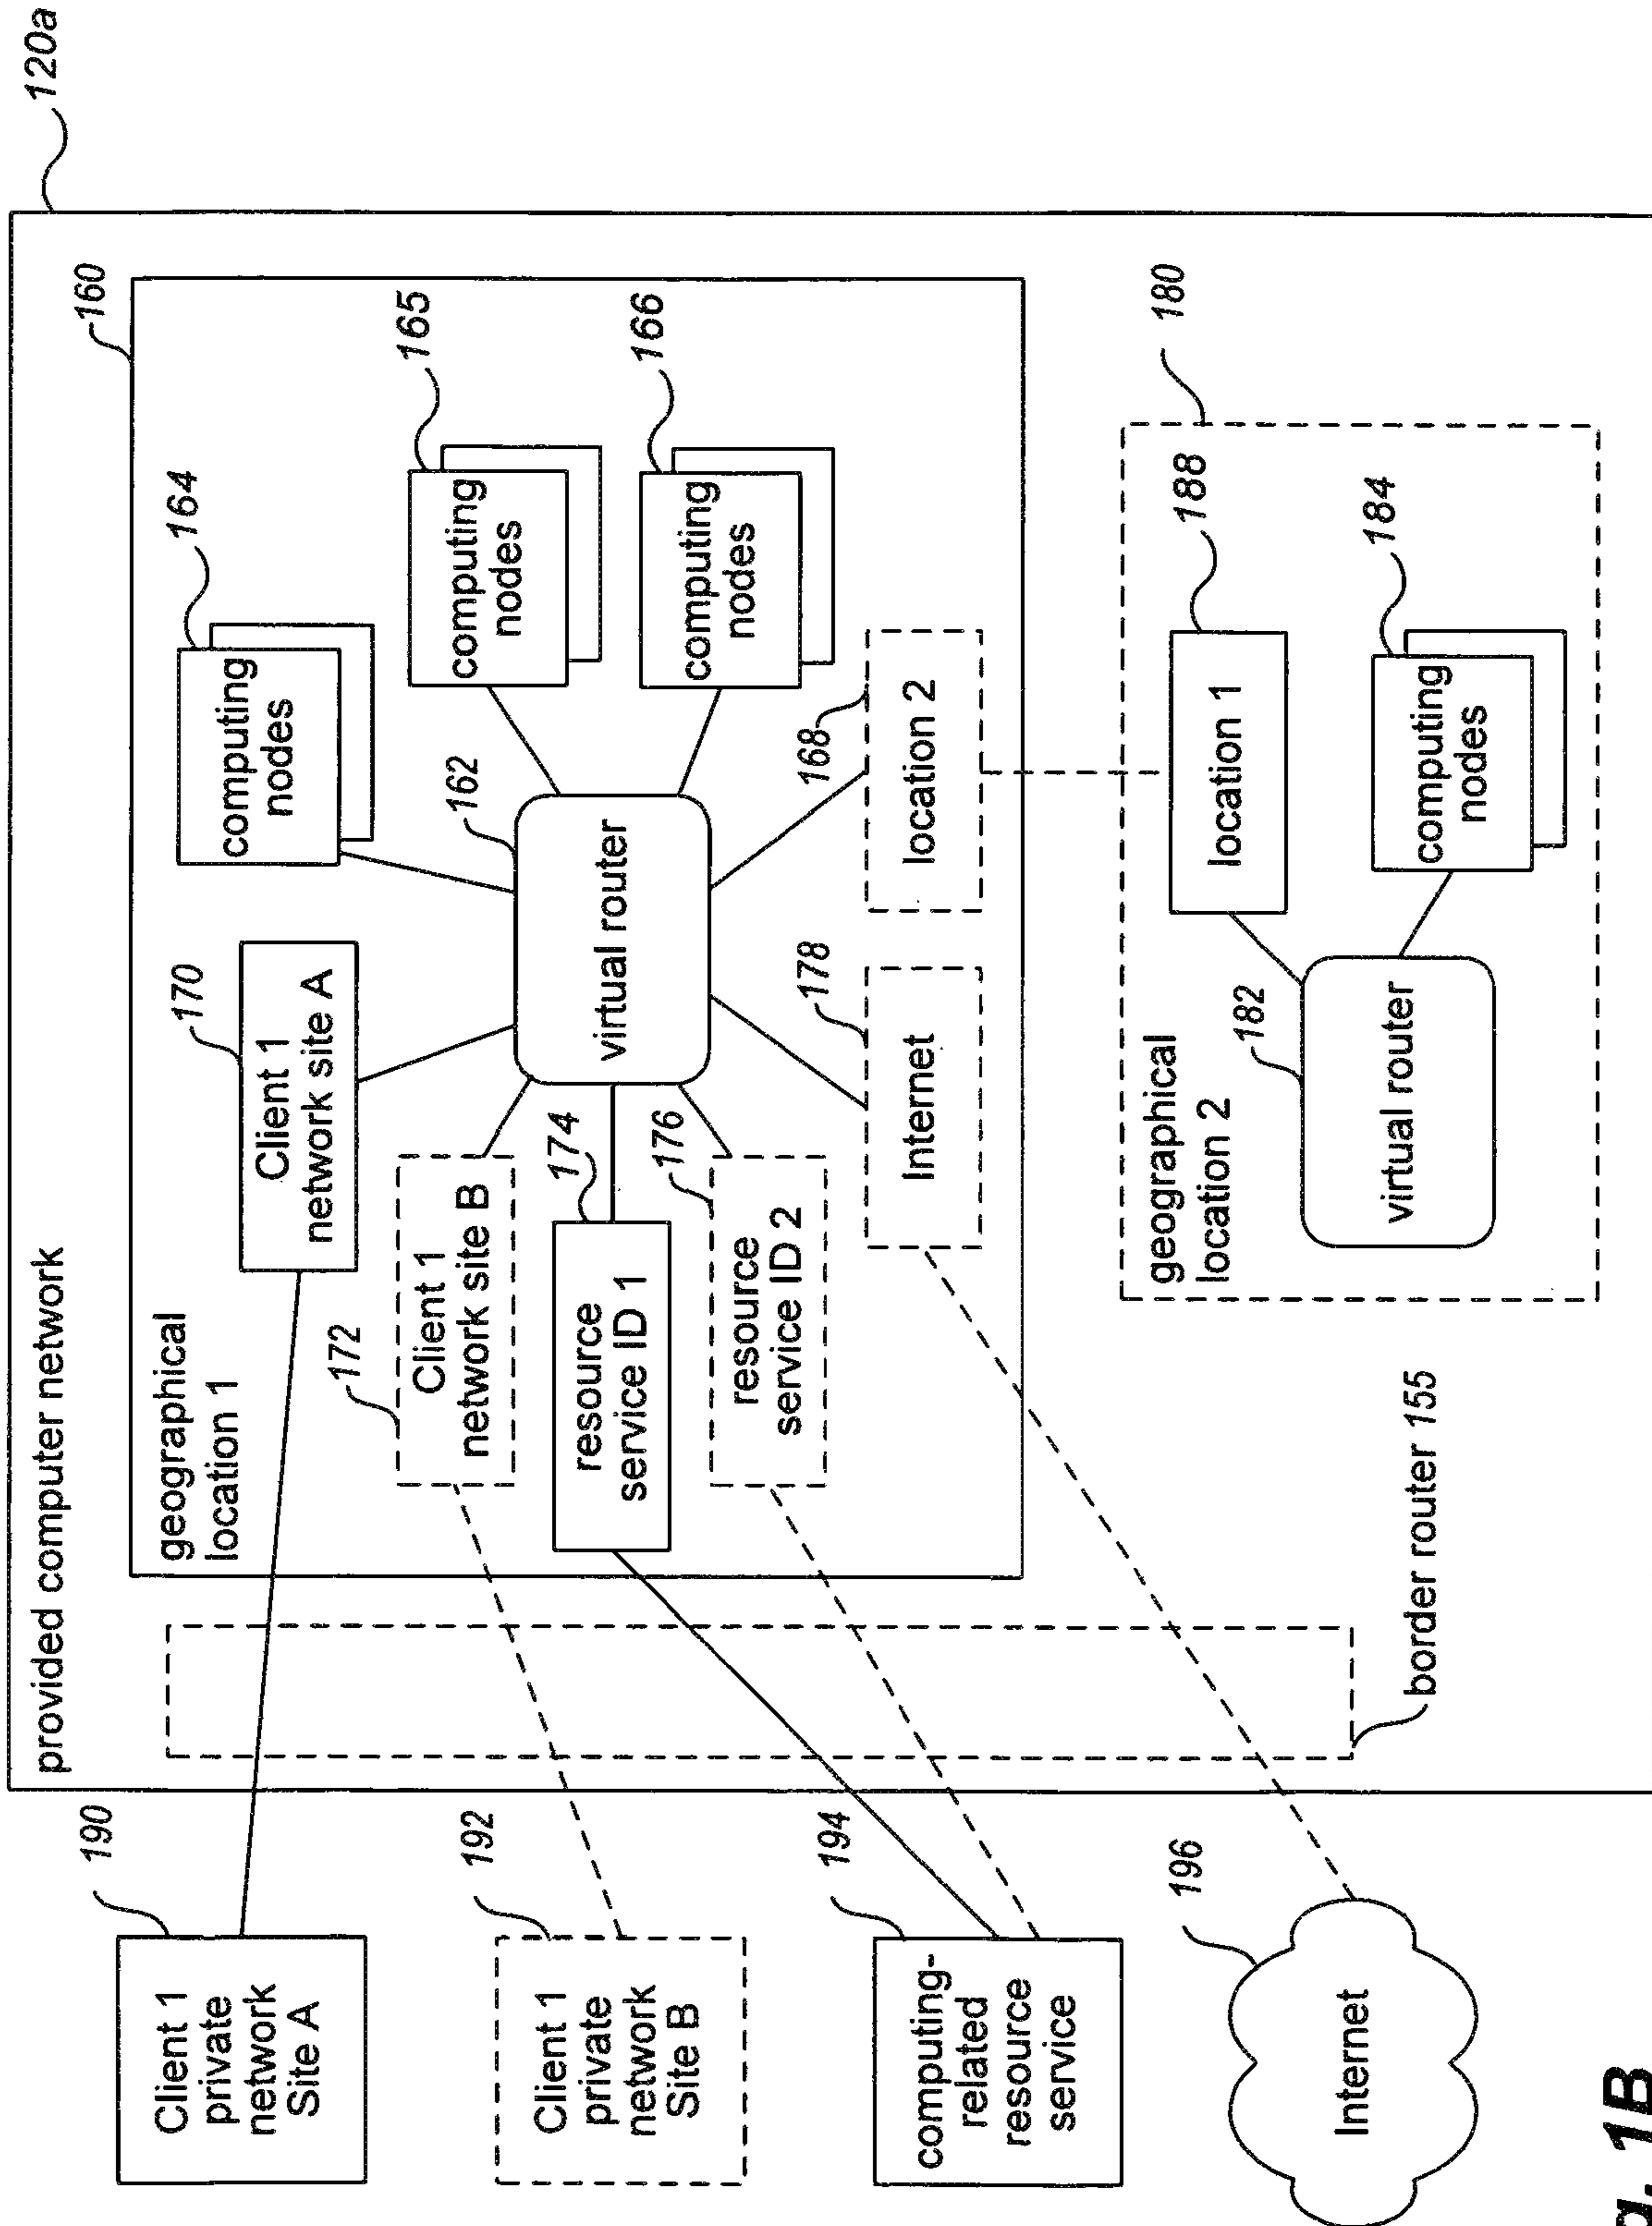 120a
provided computer network
160
geographical
location 1
190
Client 1
private
network
Site A
170
Client 1
network site A
164
computing
nodes
165
computing
nodes
166
computing
nodes
162
virtual router
172
Client 1
network site B
192
Client 1
private
network
Site B
174
resource
service ID 1
176
resource
service ID 2
194
computing-
related
resource
service
178
Internet
168
location 2
196
Internet
border router 155
180
geographical
location 2
188
location 1
184
computing
nodes
182
virtual router
1B